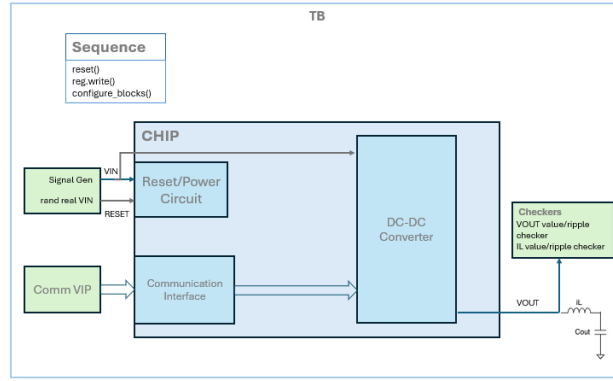 TB
Sequence
reset()
reg.write()
configure_blocks()
CHIP
VIN
Signal Gen
rand real VIN
RESET
Reset/Power
Circuit
DC-DC
Converter
Checkers
VOUT value/ripple
checker
IL value/ripple checker
Comm VIP
Communication
Interface
VOUT
iL
Cout